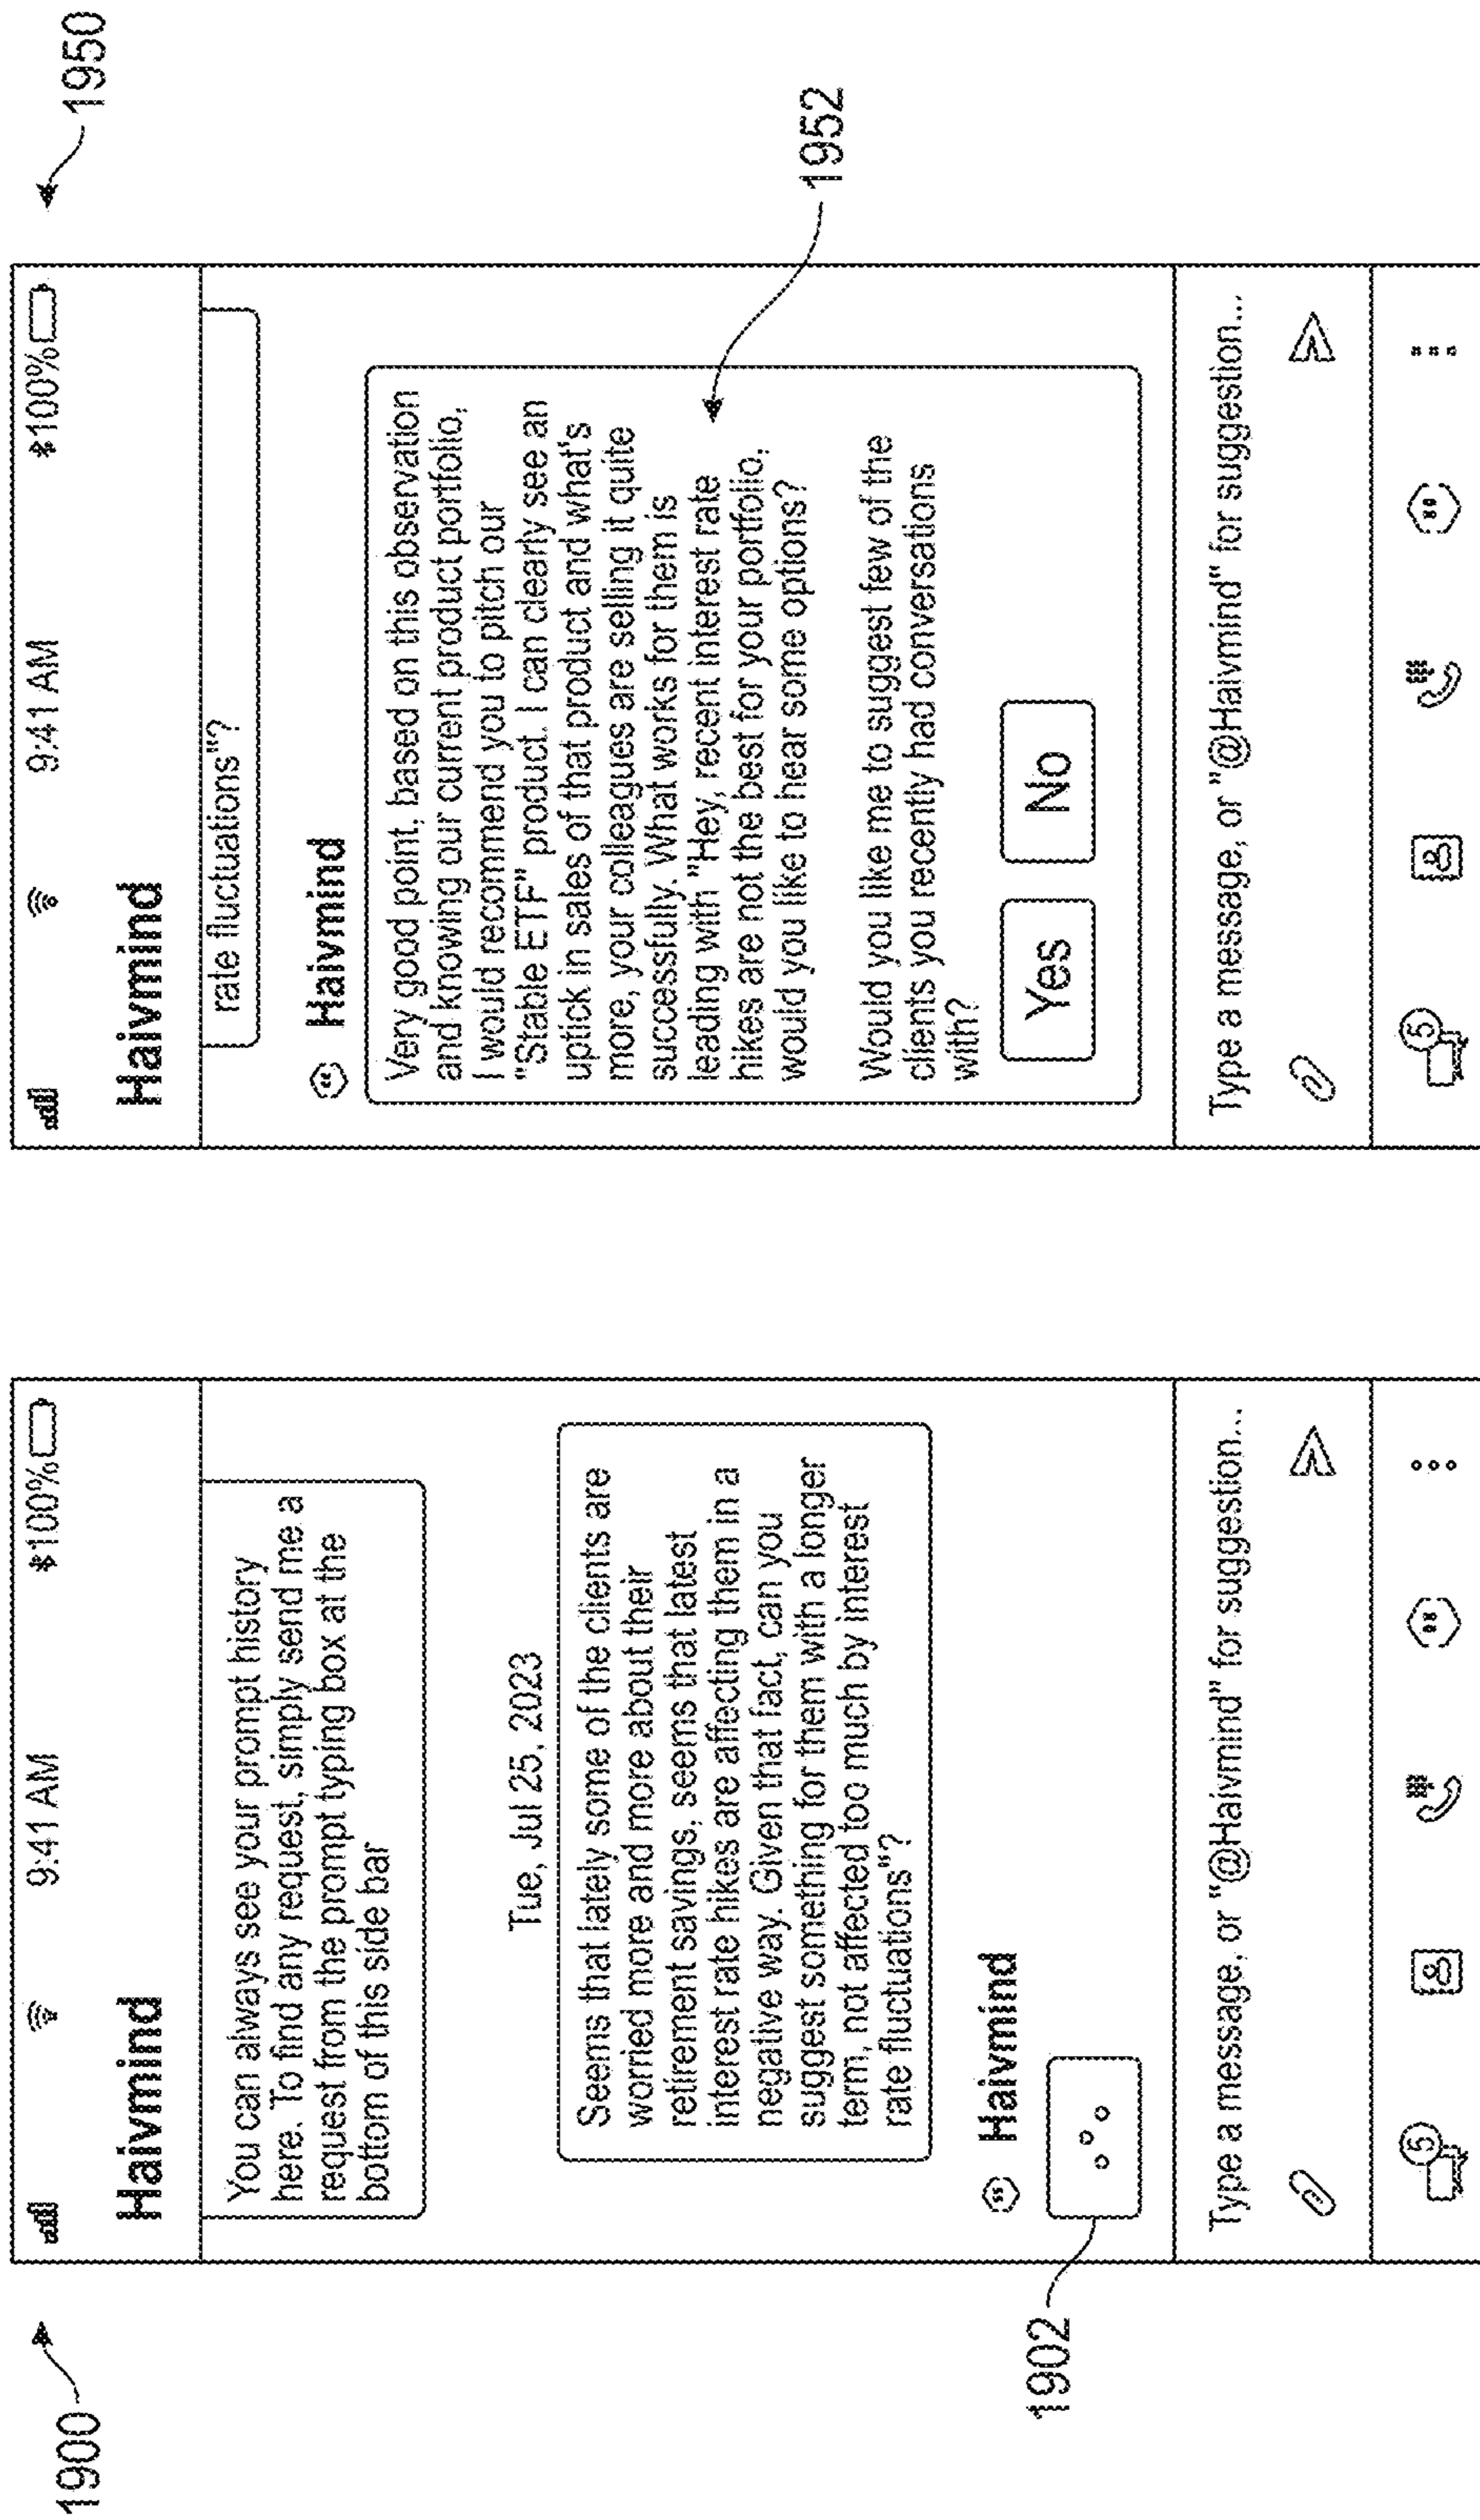 1900
9:41 AM
100%
Haivmind
You can always see your prompt history
here. To find any request, simply send me a
request from the prompt typing box at the
bottom of this side bar
Tue, Jul 25, 2023
Seems that lately some of the clients are
worried more and more about their
retirement savings, seems that latest
interest rate hikes are affecting them in a
negative way. Given that fact, can you
suggest something for them with a longer
term, not affected too much by interest
rate fluctuations"?
Haivmind
1902
Type a message, or "@Haivmind" for suggestion...
5
1950
9:41 AM
100%
Haivmind
rate fluctuations"?
Haivmind
Very good point, based on this observation
and knowing our current product portfolio,
I would recommend you to pitch our
"Stable ETF" product. I can clearly see an
uptick in sales of that product and what's
more, your colleagues are selling it quite
successfully. What works for them is
leading with "Hey, recent interest rate
hikes are not the best for your portfolio,
would you like to hear some options?
1952
Would you like me to suggest few of the
clients you recently had conversations
with?
Yes No
Type a message, or "@Haivmind" for suggestion...
5